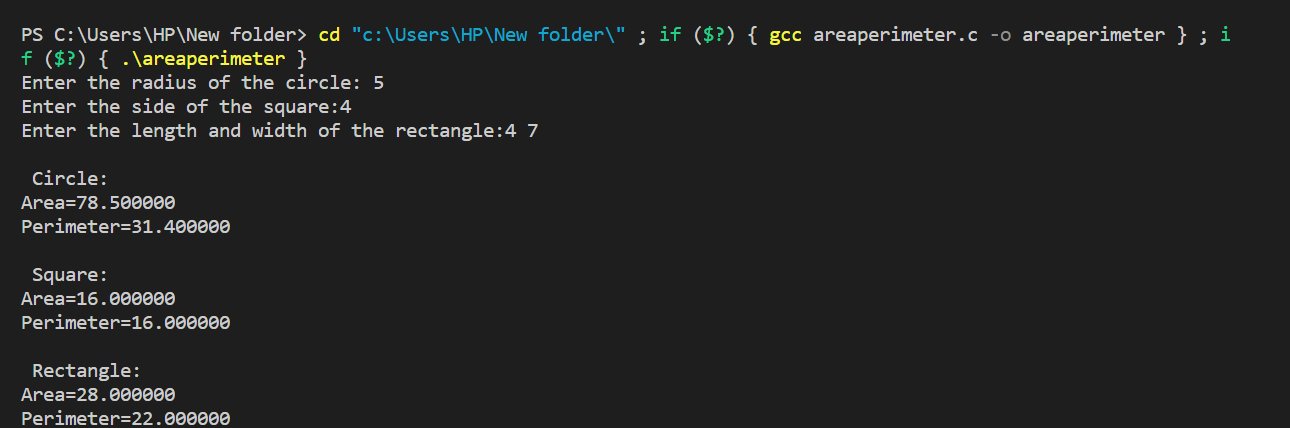 PS C:\Users\HP\New folder> cd "c:\Users\HP\New folder\" ; if ($?) { gcc areaperimeter.c -o areaperimeter } ; i
f ($?) { .\areaperimeter }
Enter the radius of the circle: 5
Enter the side of the square:4
Enter the length and width of the rectangle:4 7
 Circle:
Area=78.500000
Perimeter=31.400000
 Square:
Area=16.000000
Perimeter=16.000000
 Rectangle:
Area=28.000000
Perimeter=22.000000